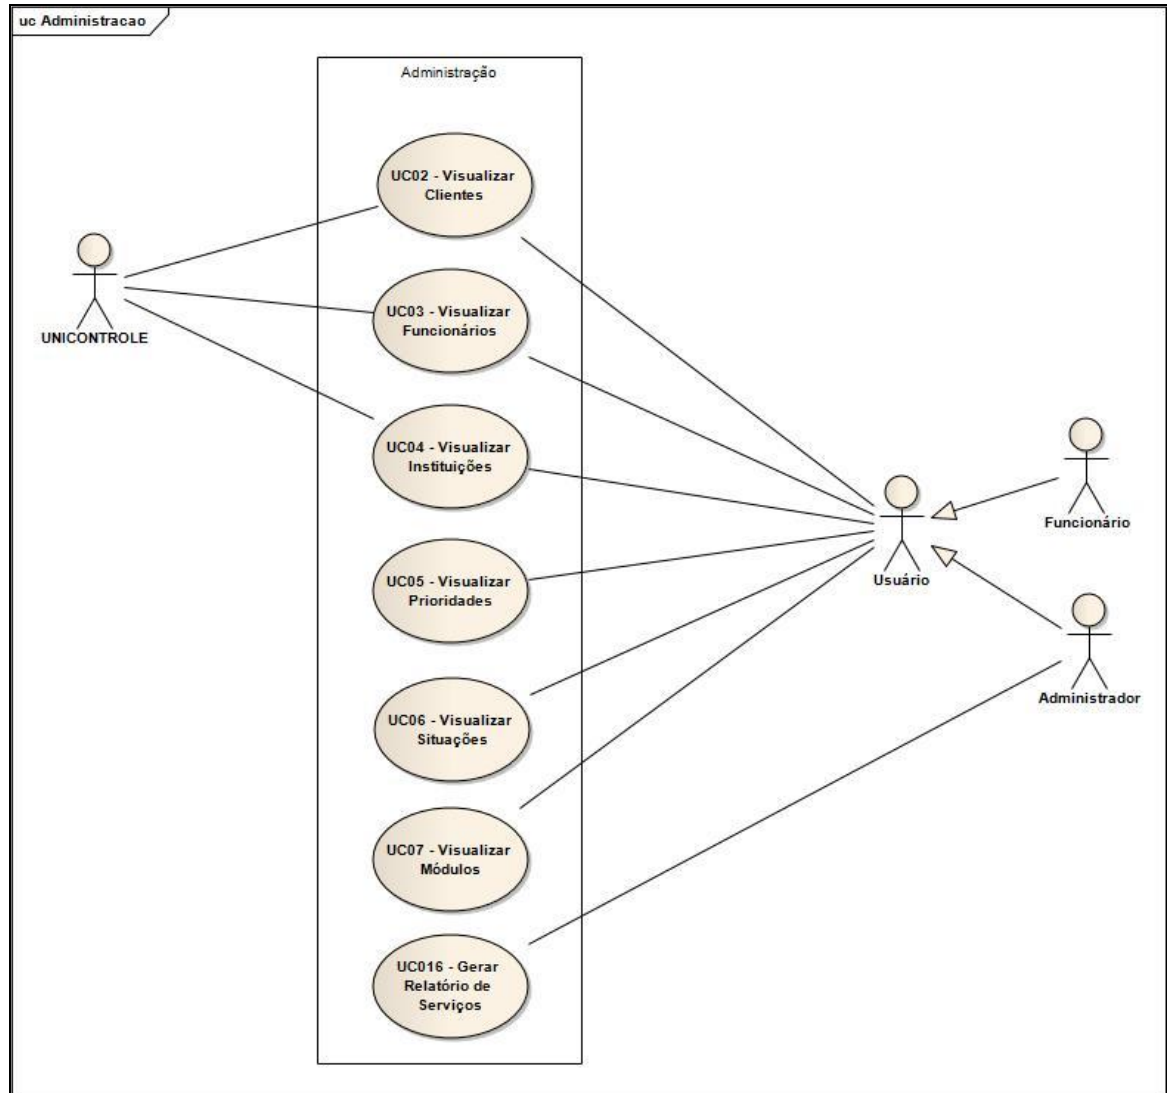 uc Administracao
Administração
UC02 - Visualizar
Clientes
UNICONTROLE
UC03 - Visualizar
Funcionários
UC04 - Visualizar
Instituições
Funcionário
Usuário
UC05 - Visualizar
Prioridades
Administrador
UC06 - Visualizar
Situações
UC07 - Visualizar
Módulos
UC016 - Gerar
Relatório de
Serviços